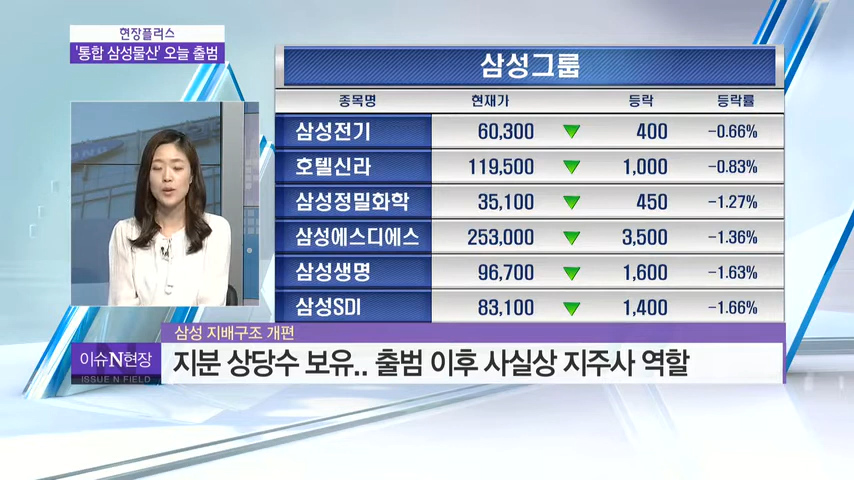 현장플러스
'통합 삼성물산' 오늘 출범
삼성그룹
종목명 현재가 등락 등락률
삼성전기 60,300 ▼ 400 -0.66%
호텔신라 119,500 ▼ 1,000 -0.83%
삼성정밀화학 35,100 ▼ 450 -1.27%
삼성에스디에스 253,000 ▼ 3,500 -1.36%
삼성생명 96,700 ▼ 1,600 -1.63%
삼성SDI 83,100 ▼ 1,400 -1.66%
삼성 지배구조 개편
이슈N현장
ISSUE N FIELD
지분 상당수 보유.. 출범 이후 사실상 지주사 역할